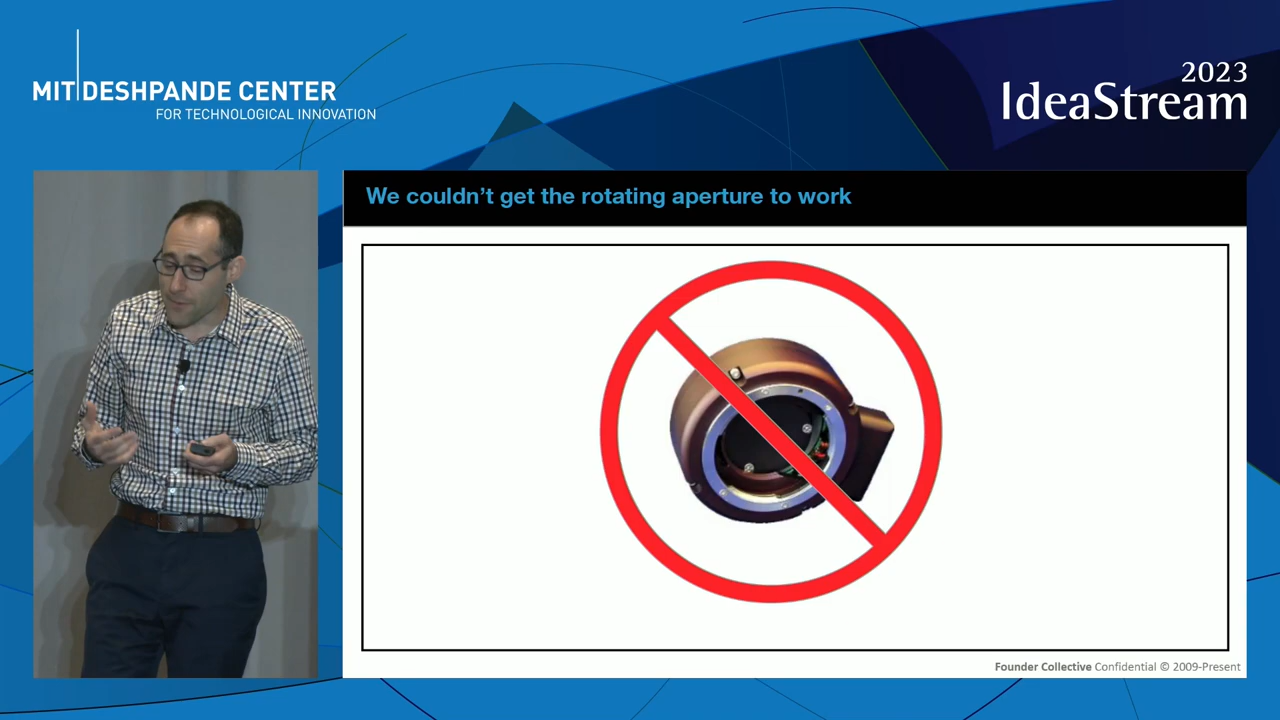 MIT DESHPANDE CENTER
FOR TECHNOLOGICAL INNOVATION
2023
IdeaStream
We couldn't get the rotating aperture to work
Founder Collective Confidential © 2009-Present